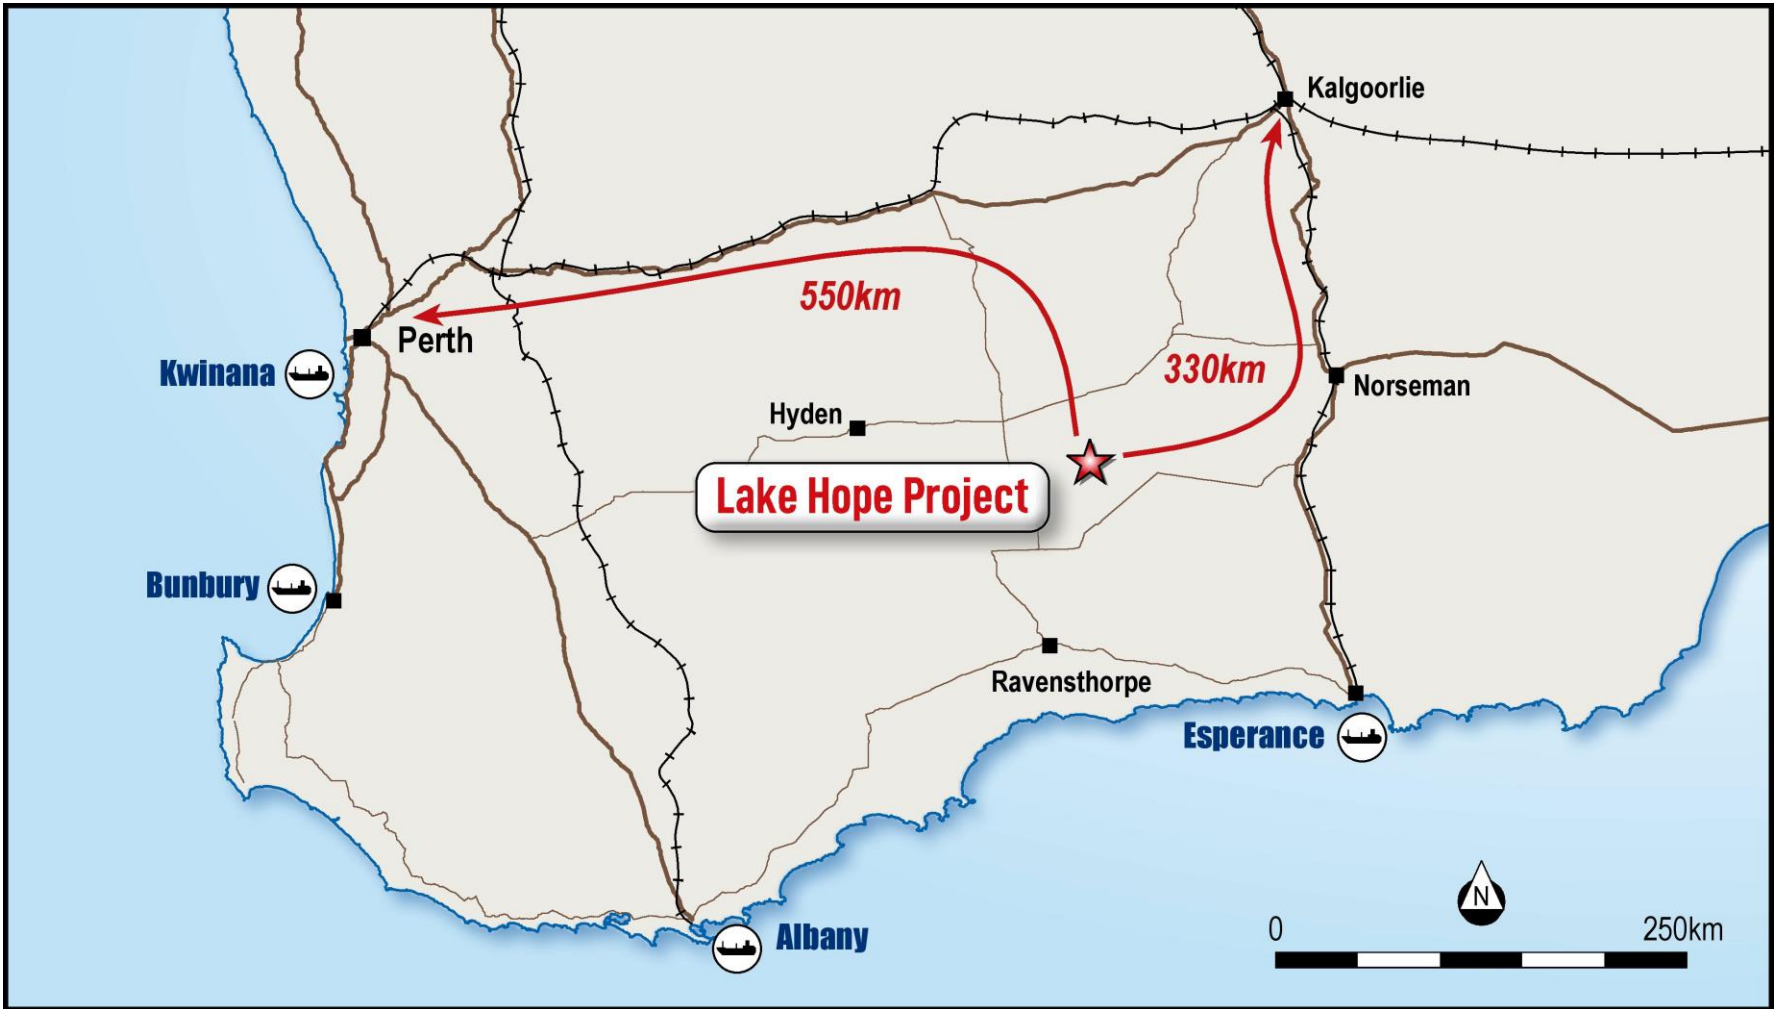 Kalgoorlie
550km
Perth
Kwinana
330km
Norseman
Hyden
Lake Hope Project
Bunbury
Ravensthorpe
Esperance
N
0
250km
Albany